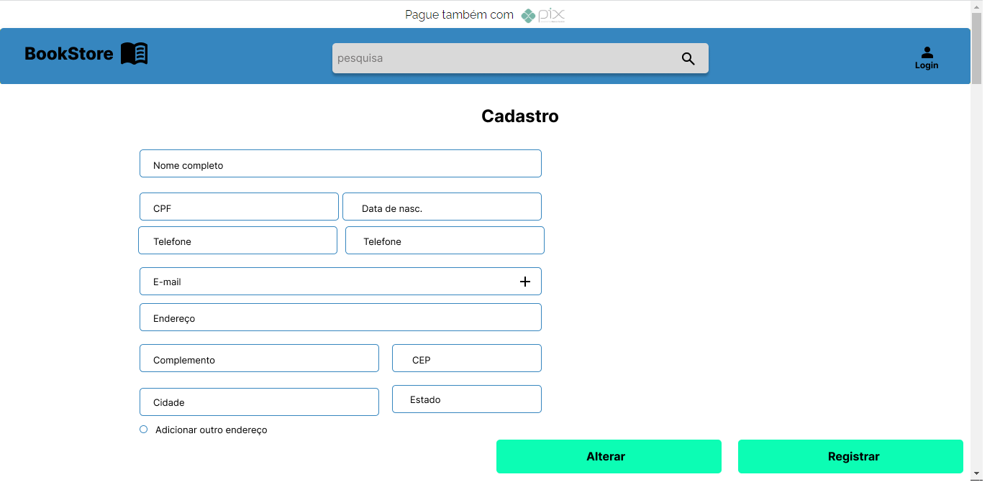 Pague também com pix
BookStore
pesquisa
Login
Cadastro
Nome completo
CPF
Data de nasc.
Telefone
Telefone
E-mail
Endereço
Complemento
CEP
Cidade
Estado
Adicionar outro endereço
Alterar
Registrar